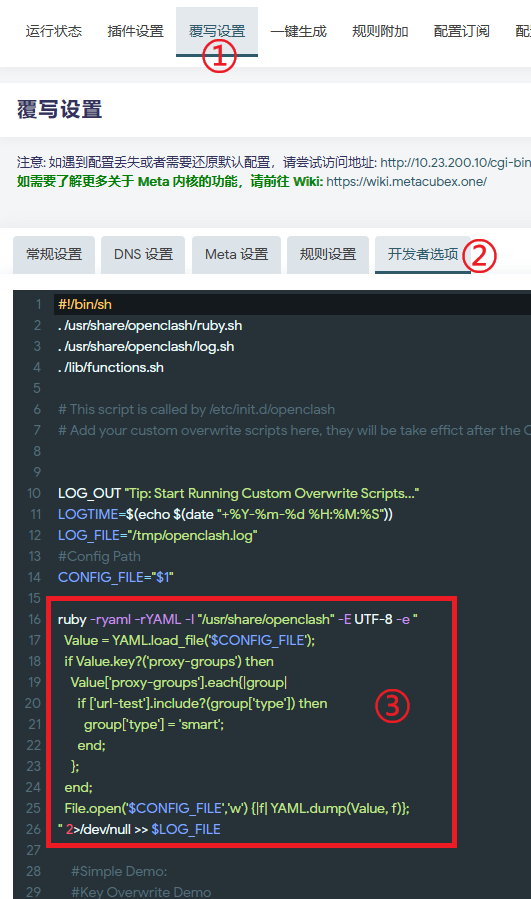 运行状态 插件设置 覆写设置 一键生成 规则附加 配置订阅 配
①
覆写设置
注意: 如遇到配置丢失或者需要还原默认配置，请尝试访问地址: http://10.23.200.10/cgi-bin
如需要了解更多关于 Meta 内核的功能，请前往 Wiki: https://wiki.metacubex.one/
常规设置 DNS 设置 Meta 设置 规则设置 开发者选项 ②
1 #!/bin/sh
2 . /usr/share/openclash/ruby.sh
3 . /usr/share/openclash/log.sh
4 . /lib/functions.sh
5
6 # This script is called by /etc/init.d/openclash
7 # Add your custom overwrite scripts here, they will be take effict after the O
8
9
10 LOG_OUT "Tip: Start Running Custom Overwrite Scripts..."
11 LOGTIME=$(echo $(date "+%Y-%m-%d %H:%M:%S"))
12 LOG_FILE="/tmp/openclash.log"
13 #Config Path
14 CONFIG_FILE="$1"
15
16 ruby -ryaml -rYAML -I "/usr/share/openclash" -E UTF-8 -e "
17 Value = YAML.load_file('$CONFIG_FILE');
18 if Value.key?('proxy-groups') then
19 Value['proxy-groups'].each{|group|
20 if ['url-test'].include?(group['type']) then
③
21 group['type'] = 'smart';
22 end;
23 };
24 end;
25 File.open('$CONFIG_FILE','w') {|f| YAML.dump(Value, f)};
26 " 2>/dev/null >> $LOG_FILE
27
28 #Simple Demo:
29 #Key Overwrite Demo